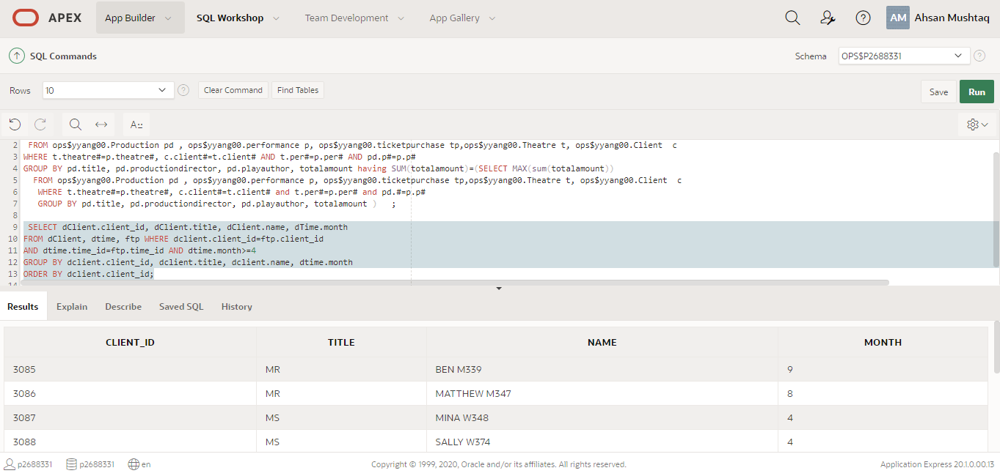 APEX App Builder SQL Workshop Team Development App Gallery AM Ahsan Mushtaq
SQL Commands Schema OPS$P2688331
Rows 10 Clear Command Find Tables Save Run
A::
2 FROM ops$yyang00.Production pd , ops$yyang00.performance p, ops$yyang00.ticketpurchase tp,ops$yyang00.Theatre t, ops$yyang00.Client c
3 WHERE t.theatre#=p.theatre#, c.client#=t.client# AND t.per#=p.per# AND pd.p#=p.p#
4 GROUP BY pd.title, pd.productiondirector, pd.playauthor, totalamount having SUM(totalamount)=(SELECT MAX(sum(totalamount))
5 FROM ops$yyang00.Production pd , ops$yyang00.performance p, ops$yyang00.ticketpurchase tp,ops$yyang00.Theatre t, ops$yyang00.Client c
6 WHERE t.theatre#=p.theatre#, c.client#=t.client# and t.per#=p.per# and pd.#=p.p#
7 GROUP BY pd.title, pd.productiondirector, pd.playauthor, totalamount ) ;
8
9 SELECT dClient.client_id, dClient.title, dClient.name, dTime.month
10 FROM dClient, dtime, ftp WHERE dclient.client_id=ftp.client_id
11 AND dtime.time_id=ftp.time_id AND dtime.month>=4
12 GROUP BY dclient.client_id, dclient.title, dclient.name, dtime.month
13 ORDER BY dclient.client_id;
14
Results Explain Describe Saved SQL History
CLIENT_ID TITLE NAME MONTH
3085 MR BEN M339 9
3086 MR MATTHEW M347 8
3087 MS MINA W348 4
3088 MS SALLY W374 4
p2688331 p2688331 en Copyright © 1999, 2020, Oracle and/or its affiliates. All rights reserved. Application Express 20.1.0.00.13